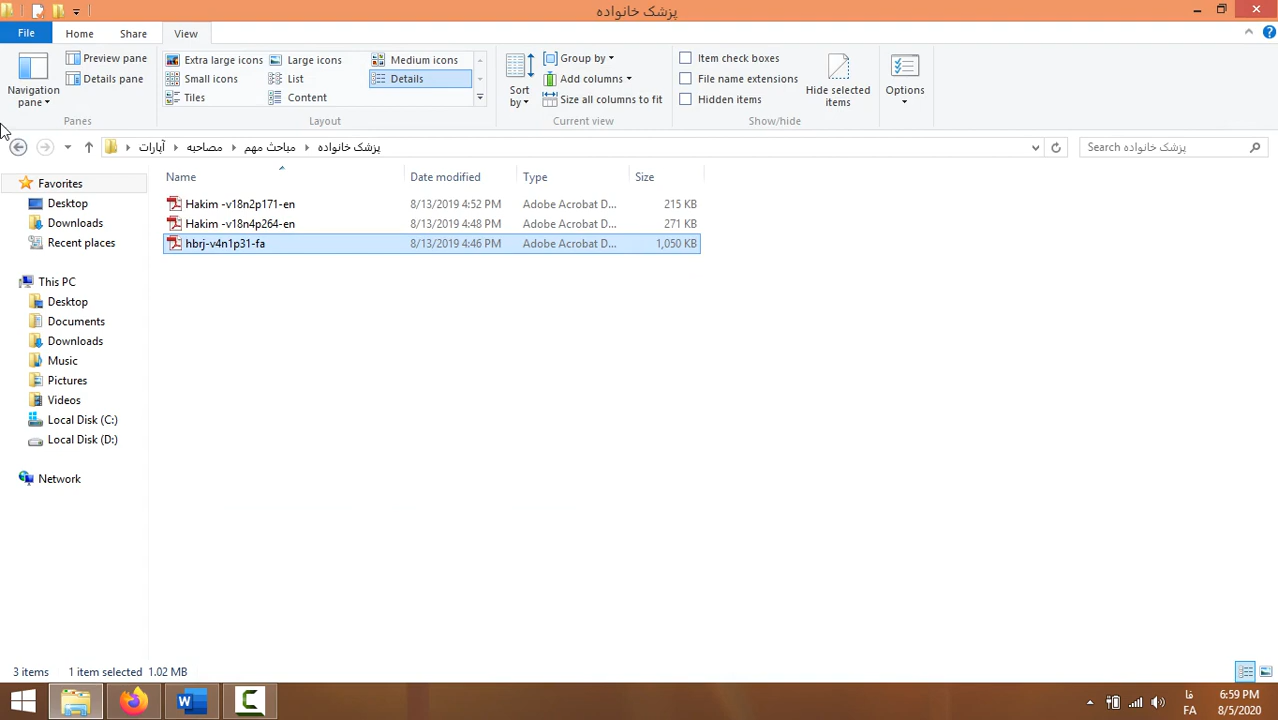 پزشک خانواده
File Home Share View
Navigation pane
Preview pane
Details pane
Panes
Extra large icons Large icons Medium icons
Small icons List Details
Tiles Content
Layout
Sort by
Group by
Add columns
Size all columns to fit
Current view
Item check boxes
File name extensions
Hidden items
Hide selected items
Show/hide
Options
آپارات مصاحبه مباحث مهم پزشک خانواده
Search پزشک خانواده
Name Date modified Type Size
Hakim -v18n2p171-en 8/13/2019 4:52 PM Adobe Acrobat D... 215 KB
Hakim -v18n4p264-en 8/13/2019 4:48 PM Adobe Acrobat D... 271 KB
hbrj-v4n1p31-fa 8/13/2019 4:46 PM Adobe Acrobat D... 1,050 KB
Favorites
Desktop
Downloads
Recent places
This PC
Desktop
Documents
Downloads
Music
Pictures
Videos
Local Disk (C:)
Local Disk (D:)
Network
3 items 1 item selected 1.02 MB
فا 6:59 PM
FA 8/5/2020